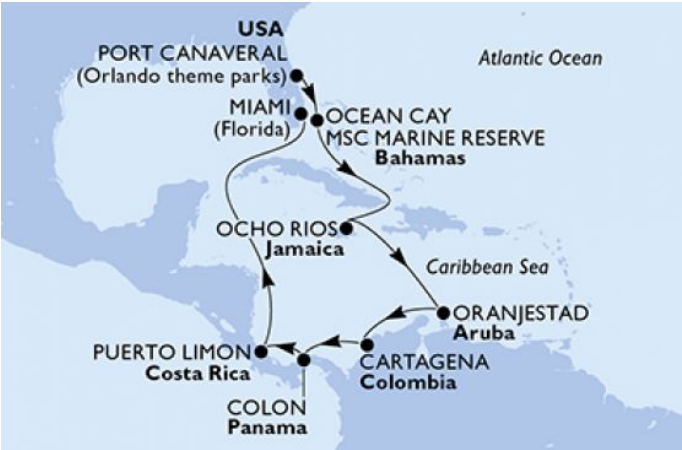 USA
PORT CANAVERAL
(Orlando theme parks)
Atlantic Ocean
MIAMI
(Florida)
OCEAN CAY
MSC MARINE RESERVE
Bahamas
OCHO RIOS
Jamaica
Caribbean Sea
ORANJESTAD
Aruba
PUERTO LIMON
Costa Rica
CARTAGENA
Colombia
COLON
Panama